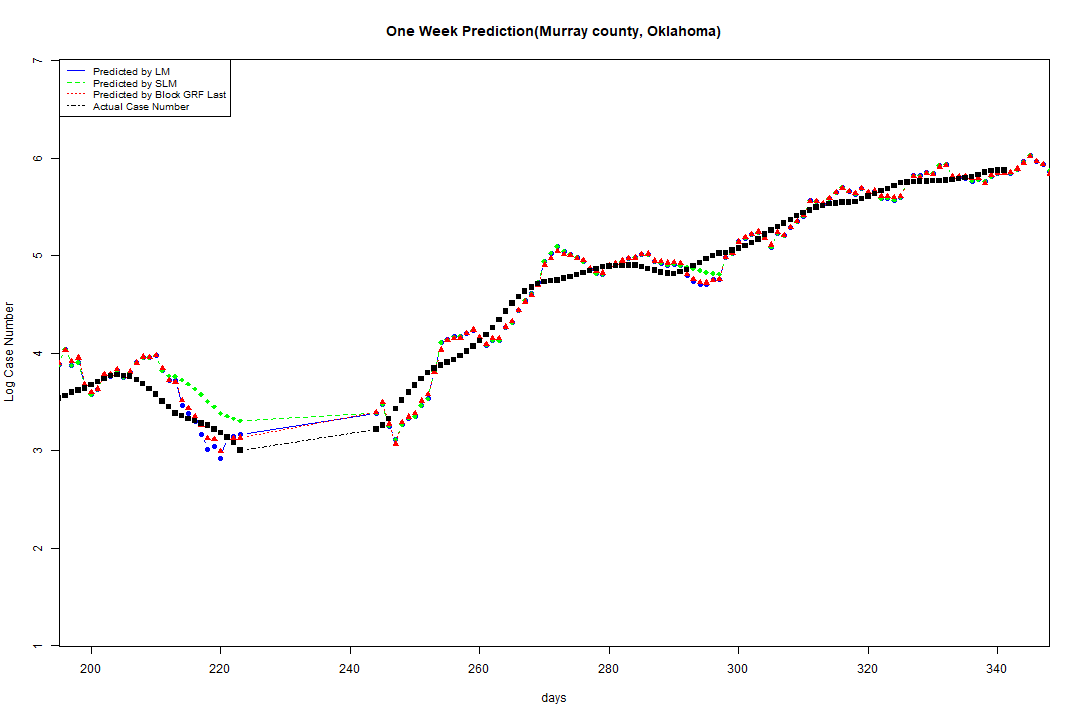 One Week Prediction(Murray county, Oklahoma)
Predicted by LM
Predicted by SLM
Predicted by Block GRF Last
Actual Case Number
7
6
5
4
3
2
1
Log Case Number
200 220 240 260 280 300 320 340
days